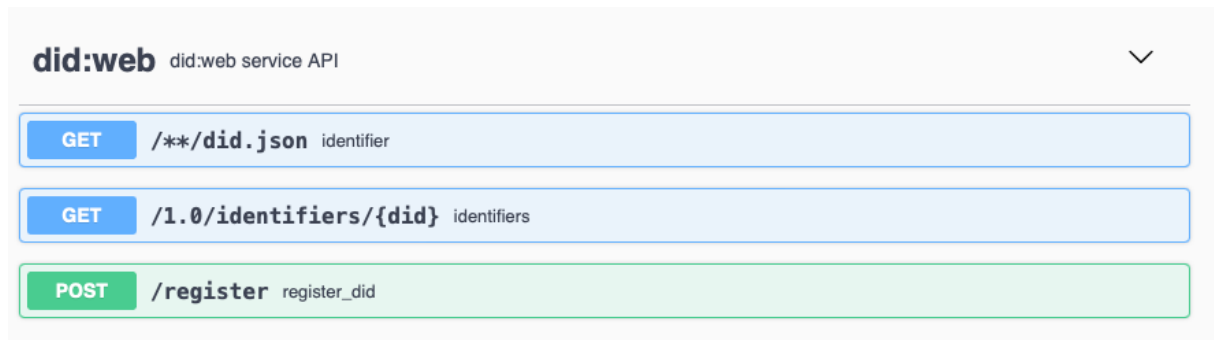 did:web did:web service API
GET /**/did.json identifier
GET /1.0/identifiers/{did} identifiers
POST /register register_did